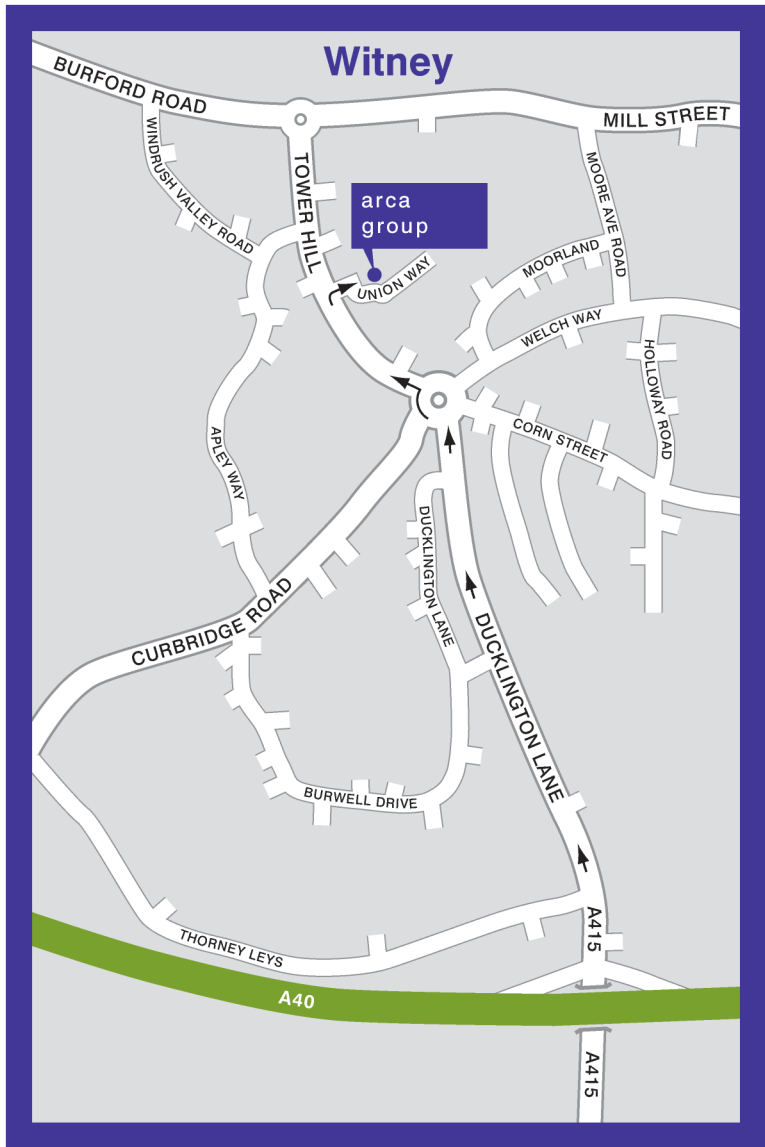 Witney
BURFORD ROAD
MILL STREET
WINDRUSH VALLEY ROAD
TOWER HILL
MOORE AVE ROAD
arca
group
UNION WAY
MOORLAND
WELCH WAY
HOLLOWAY ROAD
CORN STREET
APLEY WAY
DUCKLINGTON LANE
CURBRIDGE ROAD
DUCKLINGTON LANE
BURWELL DRIVE
THORNEY LEYS
A415
A40
A415